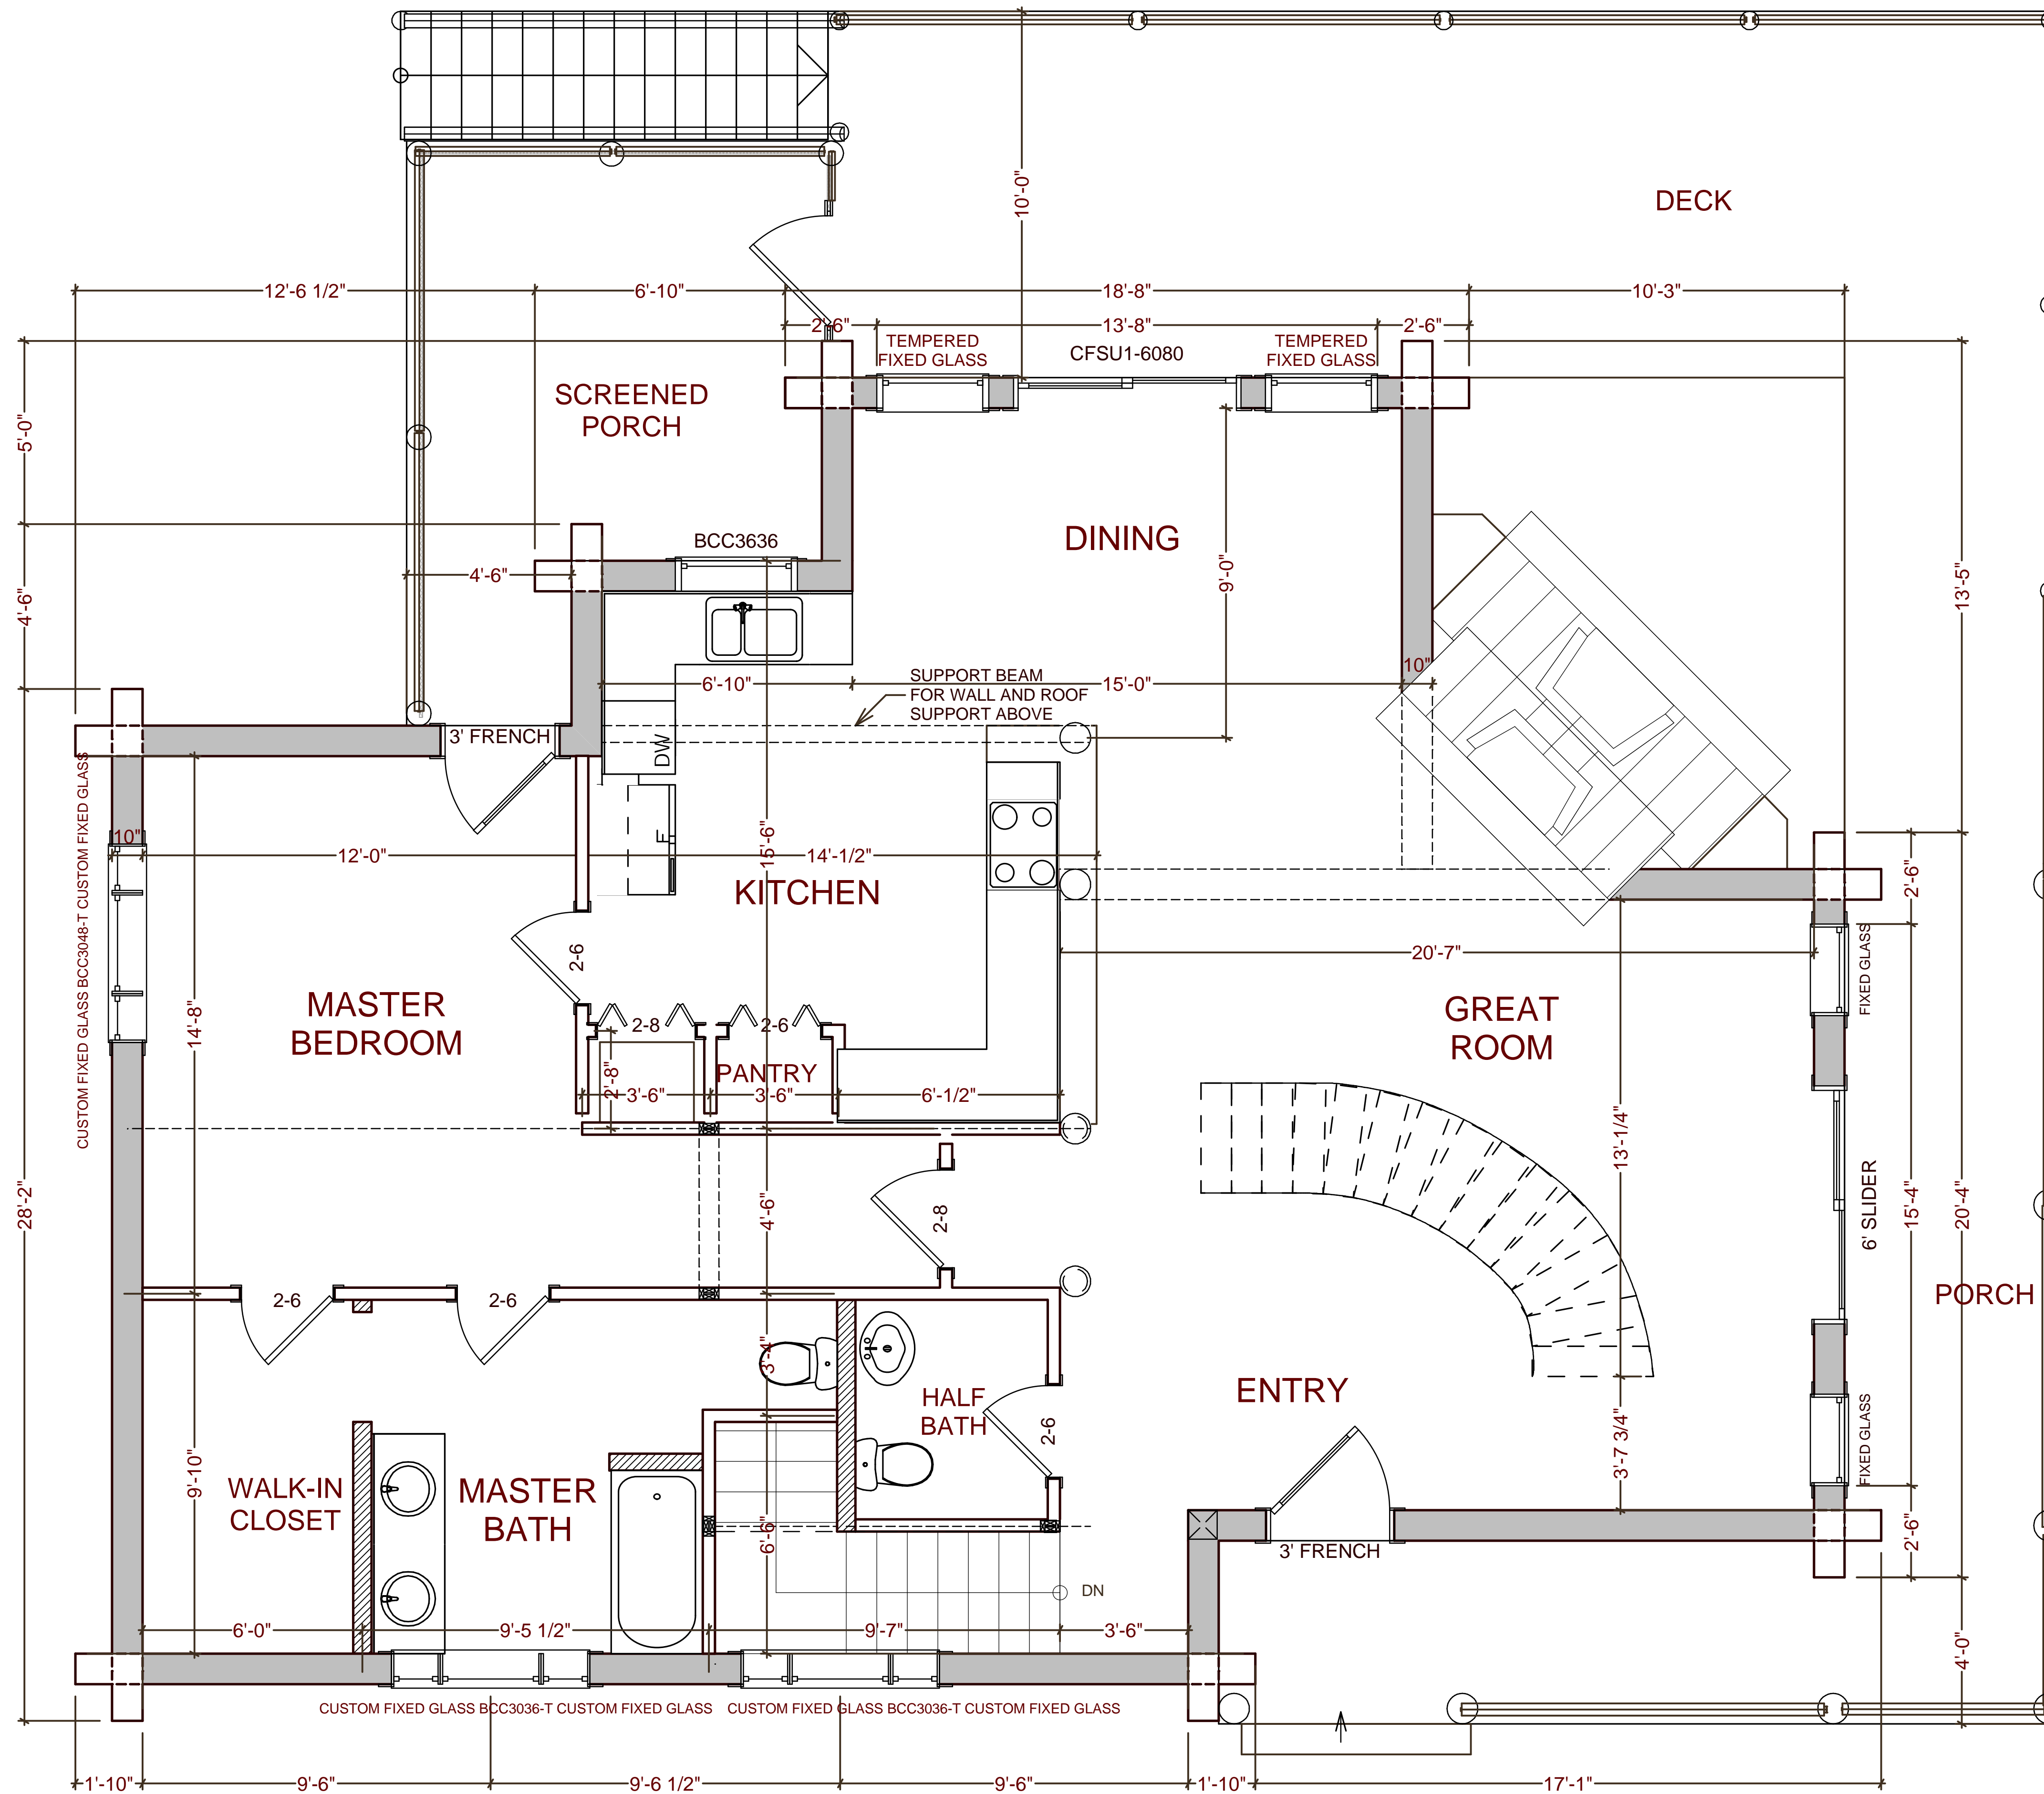 DECK
10'-0"
12'-6 1/2"
6'-10"
18'-8"
10'-3"
2'-6"
13'-8"
2'-6"
TEMPERED
FIXED GLASS
CFSU1-6080
TEMPERED
FIXED GLASS
SCREENED
PORCH
5'-0"
BCC3636
DINING
4'-6"
9'-0"
4'-6"
13'-5"
10"
SUPPORT BEAM
FOR WALL AND ROOF
SUPPORT ABOVE
6'-10"
15'-0"
3' FRENCH
DW
10"
12'-0"
F
15'-6"
14'-1/2"
KITCHEN
2'-6"
CUSTOM FIXED GLASS BCC3048-T CUSTOM FIXED GLASS
2-6
20'-7"
FIXED GLASS
MASTER
BEDROOM
14'-8"
GREAT
ROOM
2-8
2-6
PANTRY
2'-8"
3'-6"
3'-6"
6'-1/2"
13'-1/4"
28'-2"
4'-6"
2-8
6' SLIDER
15'-4"
20'-4"
2-6
2-6
PORCH
3'-4"
HALF
BATH
2-6
ENTRY
FIXED GLASS
9'-10"
WALK-IN
CLOSET
MASTER
BATH
3'-7 3/4"
6'-6"
2'-6"
3' FRENCH
DN
6'-0"
9'-5 1/2"
9'-7"
3'-6"
4'-0"
CUSTOM FIXED GLASS BCC3036-T CUSTOM FIXED GLASS
CUSTOM FIXED GLASS BCC3036-T CUSTOM FIXED GLASS
1'-10"
9'-6"
9'-6 1/2"
9'-6"
1'-10"
17'-1"